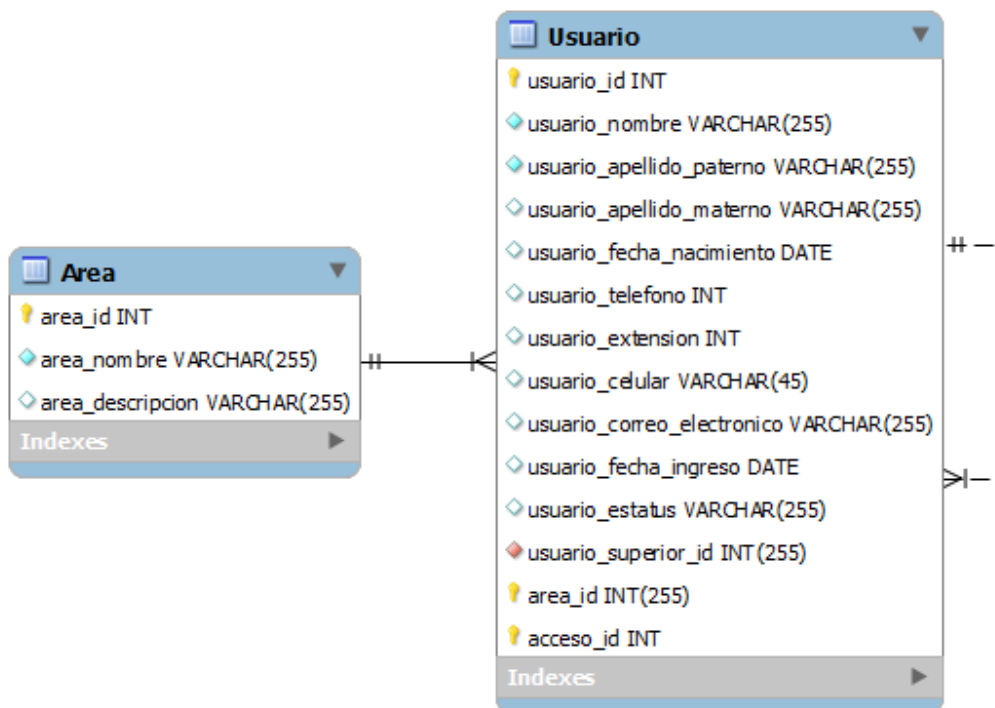 Area
area_id INT
area_nombre VARCHAR(255)
area_descripcion VARCHAR(255)
Indexes
Usuario
usuario_id INT
usuario_nombre VARCHAR(255)
usuario_apellido_paterno VARCHAR(255)
usuario_apellido_materno VARCHAR(255)
usuario_fecha_nacimiento DATE
usuario_telefono INT
usuario_extension INT
usuario_celular VARCHAR(45)
usuario_correo_electronico VARCHAR(255)
usuario_fecha_ingreso DATE
usuario_estatus VARCHAR(255)
usuario_superior_id INT(255)
area_id INT(255)
acceso_id INT
Indexes